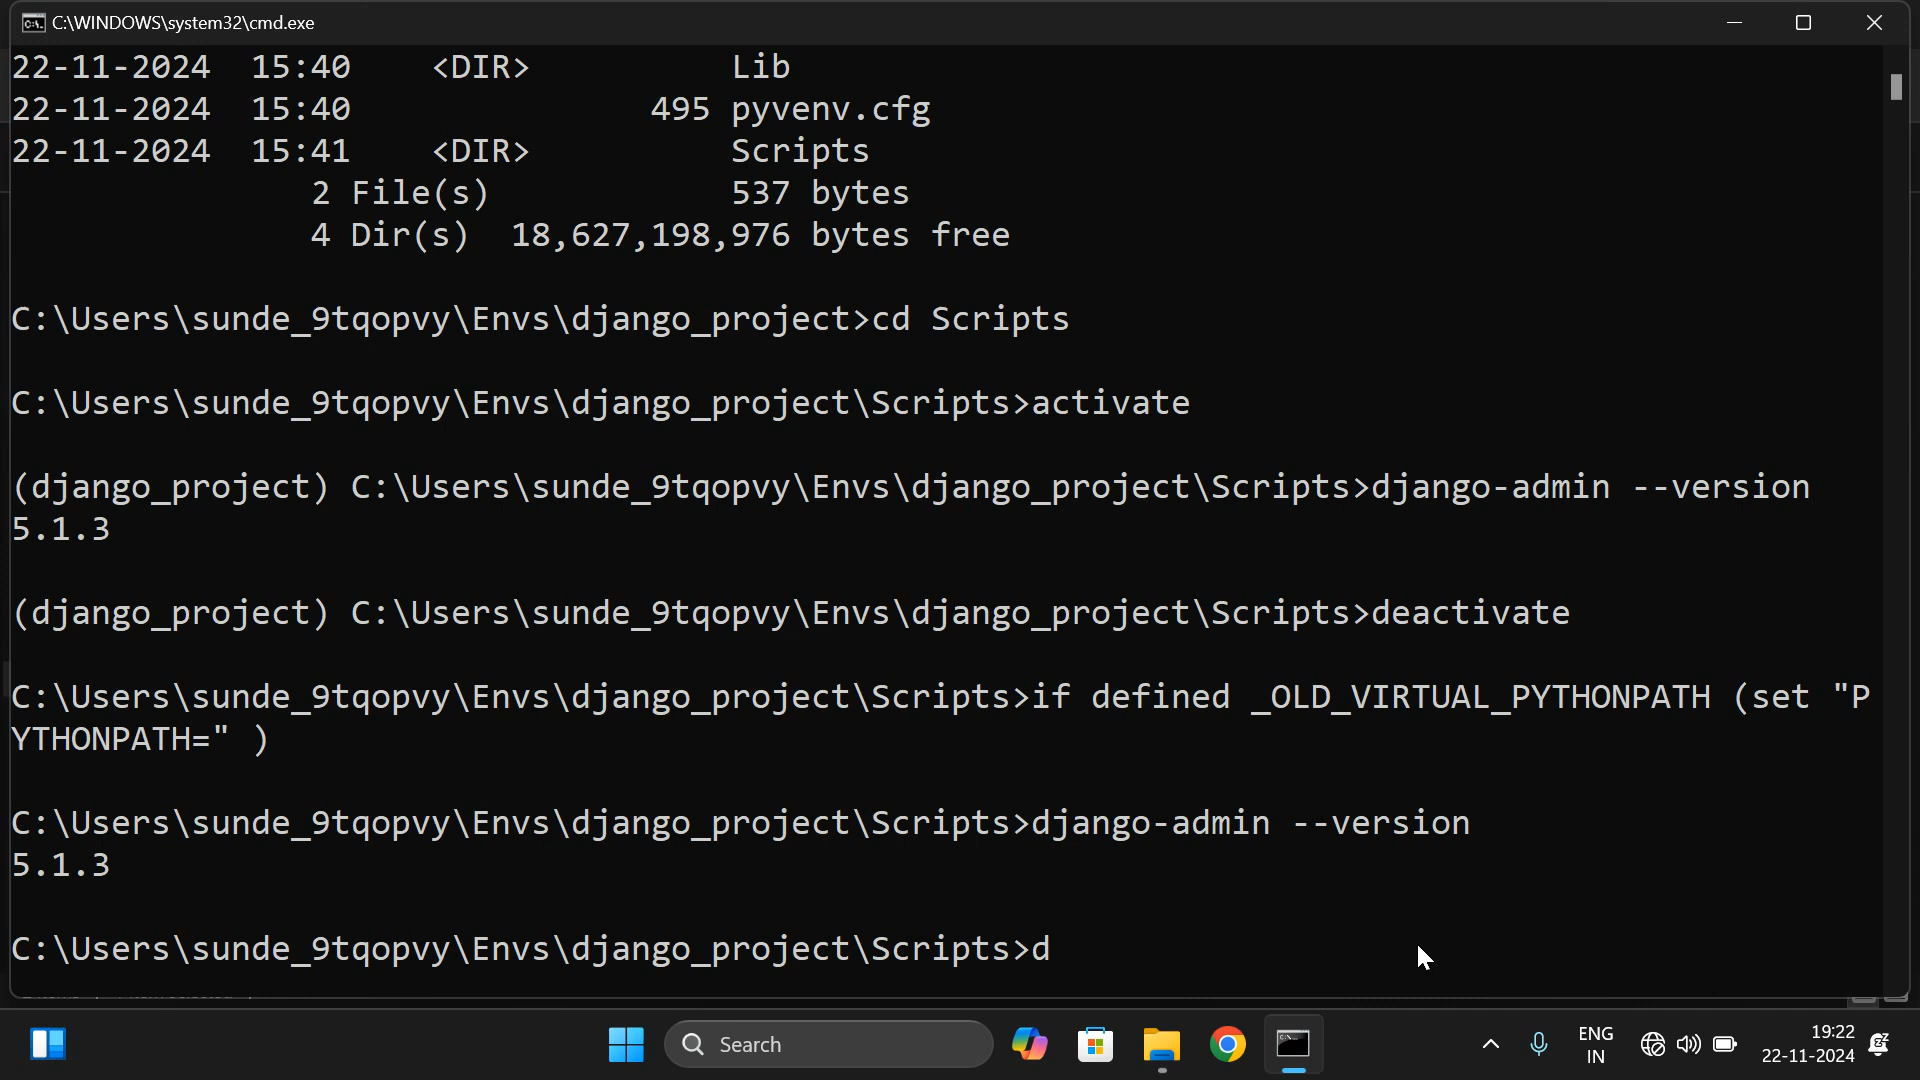 C:\WINDOWS\system32\cmd.exe
22-11-2024  15:40    <DIR>          Lib
22-11-2024  15:40               495 pyvenv.cfg
22-11-2024  15:41    <DIR>          Scripts
               2 File(s)            537 bytes
               4 Dir(s)  18,627,198,976 bytes free
C:\Users\sunde_9tqopvy\Envs\django_project>cd Scripts
C:\Users\sunde_9tqopvy\Envs\django_project\Scripts>activate
(django_project) C:\Users\sunde_9tqopvy\Envs\django_project\Scripts>django-admin --version
5.1.3
(django_project) C:\Users\sunde_9tqopvy\Envs\django_project\Scripts>deactivate
C:\Users\sunde_9tqopvy\Envs\django_project\Scripts>if defined _OLD_VIRTUAL_PYTHONPATH (set "P
YTHONPATH=" )
C:\Users\sunde_9tqopvy\Envs\django_project\Scripts>django-admin --version
5.1.3
C:\Users\sunde_9tqopvy\Envs\django_project\Scripts>d
Search
ENG
IN
19:22
22-11-2024